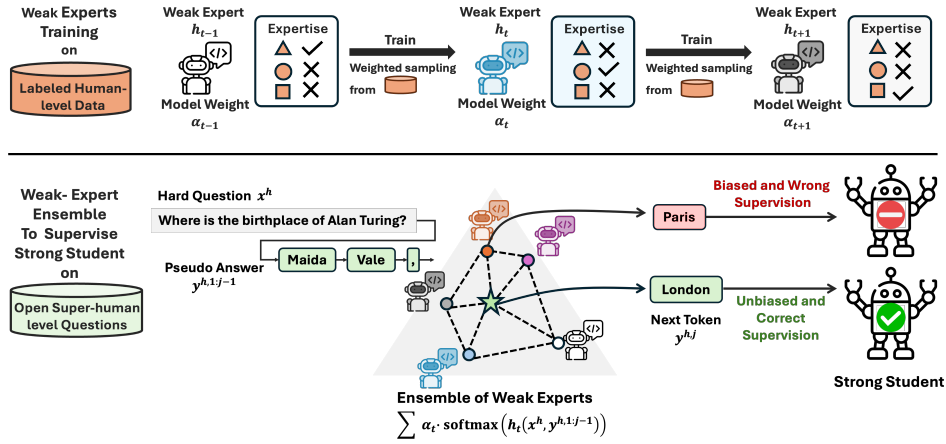 Weak Experts
Training
on
Labeled Human-
level Data
Weak Expert
h_{t-1}
</>
Model Weight
α_{t-1}
Expertise
Train
Weighted sampling
from
Weak Expert
h_t
</>
Model Weight
α_t
Expertise
Train
Weighted sampling
from
Weak Expert
h_{t+1}
</>
Model Weight
α_{t+1}
Expertise
Weak- Expert
Ensemble
To Supervise
Strong Student
on
Open Super-human
level Questions
Hard Question x^h
Where is the birthplace of Alan Turing?
Pseudo Answer
y^{h,1:j-1}
Maida
Vale
,
</>
</>
</>
</>
</>
Ensemble of Weak Experts
∑ α_t· softmax(h_t(x^h, y^{h,1:j-1}))
Paris
Biased and Wrong
Supervision
London
Next Token
y^{h,j}
Unbiased and
Correct
Supervision
Strong Student